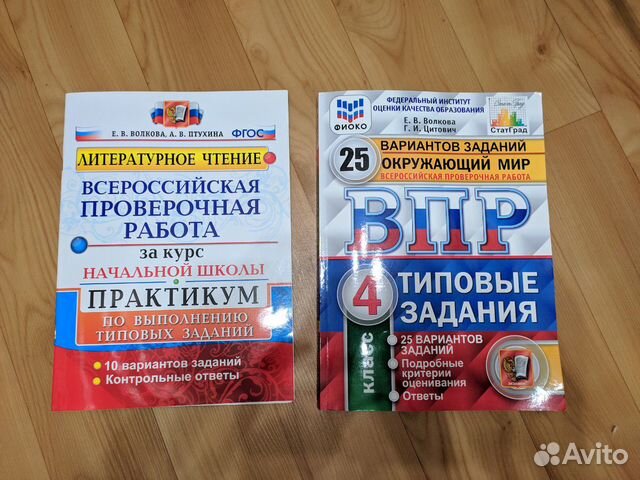 Е. В. ВОЛКОВА, А. В. ПТУХИНА ФГОС
ЛИТЕРАТУРНОЕ ЧТЕНИЕ
ВСЕРОССИЙСКАЯ
ПРОВЕРОЧНАЯ
РАБОТА
ЗА КУРС
НАЧАЛЬНОЙ ШКОЛЫ
ПРАКТИКУМ
ПО ВЫПОЛНЕНИЮ
ТИПОВЫХ ЗАДАНИЙ
10 вариантов заданий
Контрольные ответы
ФИОКО
ФЕДЕРАЛЬНЫЙ ИНСТИТУТ
ОЦЕНКИ КАЧЕСТВА ОБРАЗОВАНИЯ
Е. В. Волкова
Г. И. Цитович
СтатГрад
25 ВАРИАНТОВ ЗАДАНИЙ
ОКРУЖАЮЩИЙ МИР
ВСЕРОССИЙСКАЯ ПРОВЕРОЧНАЯ РАБОТА
ВПР
4 класс
ТИПОВЫЕ
ЗАДАНИЯ
25 ВАРИАНТОВ
ЗАДАНИЙ
Подробные
критерии
оценивания
Ответы
ЭКЗАМЕН
Avito